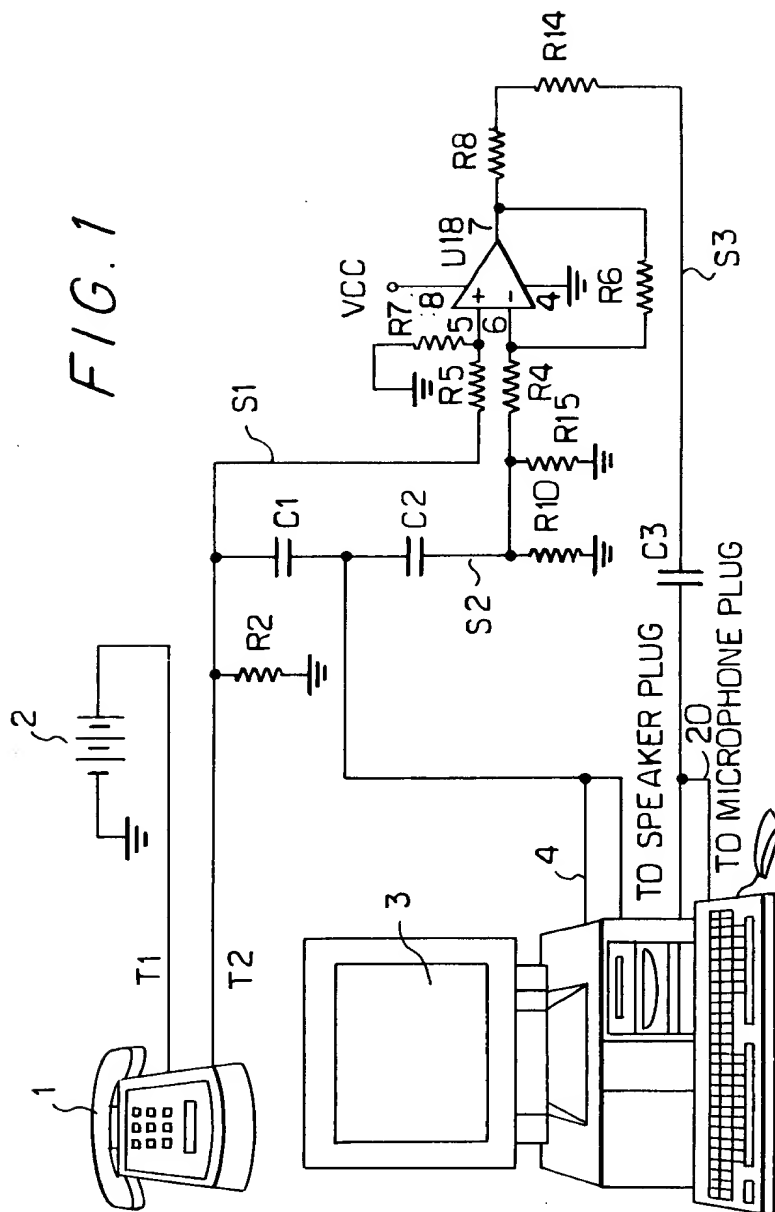 FIG. 1
1
T1
T2
2
R2
S1
C1
C2
S2
R10
R15
R5
R4
R7
VCC
8
5
6
4
+
-
U18
7
R6
R8
R14
S3
C3
3
4
TO SPEAKER PLUG
20
TO MICROPHONE PLUG